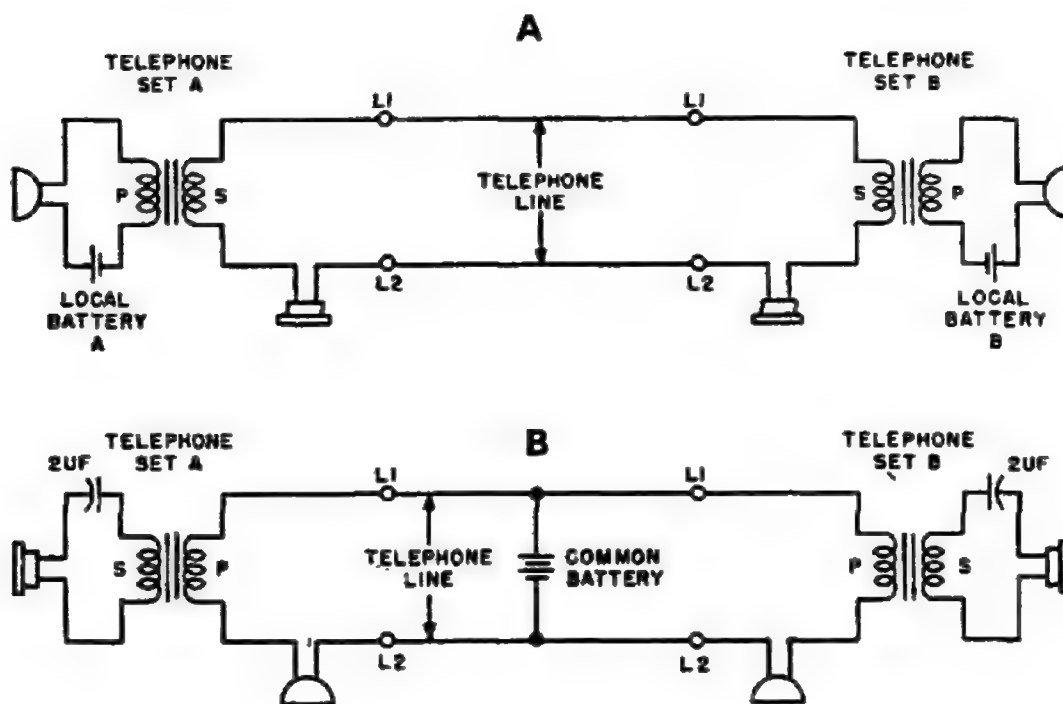 A
TELEPHONE
SET A
TELEPHONE
SET B
L1
L1
P
S
TELEPHONE
LINE
S
P
L2
L2
LOCAL
BATTERY
A
LOCAL
BATTERY
B
B
TELEPHONE
SET A
TELEPHONE
SET B
2UF
2UF
L1
L1
S
P
TELEPHONE
LINE
COMMON
BATTERY
P
S
L2
L2